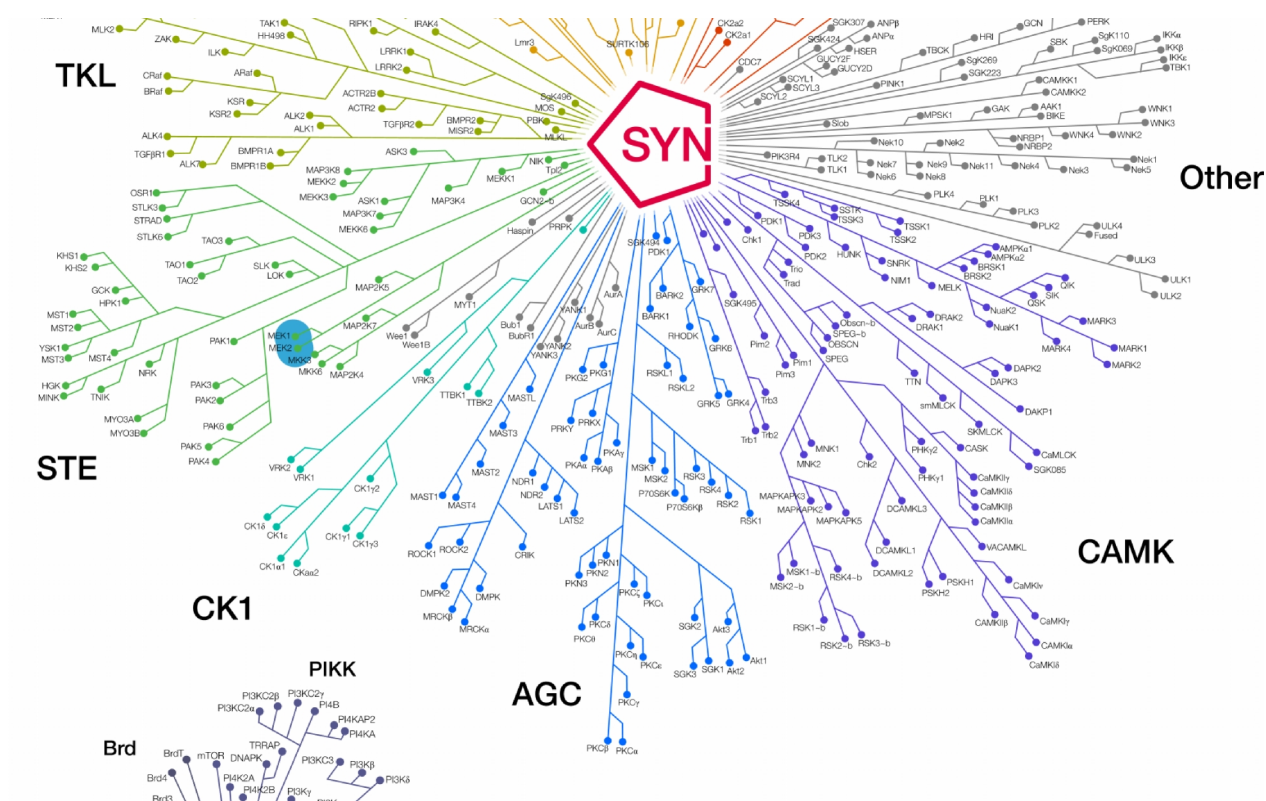 MLK2
ZAK
TAK1
HH498
ILK
RIPK1
IRAK4
LRRK1
LRRK2
Lmr3
SURTK106
CK2a2
CK2a1
CDC7
SGK307
SGK424
ANPβ
ANPα
HSER
GUCY2F
GUCY2D
SCYL1
SCYL3
SCYL2
PINK1
TBCK
HRI
GCN
PERK
SBK
SgK110
SgK069
SgK269
SGK223
IKKα
IKKβ
IKKε
TBK1
TKL
CRaf
BRaf
ARaf
KSR
KSR2
ACTR2B
ACTR2
TGFβR2
BMPR2
MISR2
SgK496
MOS
PBK
MLKL
ALK2
ALK1
ALK4
TGFβR1
ALK7
BMPR1A
BMPR1B
SYN
CAMKK1
CAMKK2
Slob
MPSK1
GAK
AAK1
BIKE
WNK1
WNK3
WNK4
WNK2
NRBP1
NRBP2
Nek10
Nek2
PIK3R4
TLK2
TLK1
Nek7
Nek6
Nek9
Nek8
Nek11
Nek4
Nek3
Nek1
Nek5
Other
PLK4
PLK1
PLK3
PLK2
ULK4
Fused
ULK3
ULK1
ULK2
ASK3
MAP3K8
MEKK2
MEKK3
ASK1
MAP3K7
MEKK6
MAP3K4
MEKK1
NIK
Tpl2
GCN2-b
Haspin
PRPK
OSR1
STLK3
STRAD
STLK6
TAO3
TAO1
TAO2
SLK
LOK
KHS1
KHS2
GCK
HPK1
MST1
MST2
YSK1
MST3
MST4
HGK
MINK
TNIK
NRK
MYO3A
MYO3B
PAK1
PAK3
PAK2
PAK6
PAK5
PAK4
MEK1
MEK2
MKK3
MKK6
MAP2K4
MAP2K5
MAP2K7
STE
MYT1
Wee1
Wee1B
Bub1
BubR1
YANK1
YANK2
YANK3
AurA
AurB
AurC
VRK3
TTBK1
TTBK2
VRK2
VRK1
CK1γ2
CK1δ
CK1ε
CK1γ1
CK1γ3
CK1α1
CKaa2
CK1
SGK494
PDK1
BARK2
BARK1
GRK7
RHODK
GRK6
GRK5
GRK4
RSKL1
RSKL2
PKG2
PKG1
PRKY
PRKX
PKAγ
PKAα
PKAβ
MASTL
MAST3
MAST2
MAST1
MAST4
NDR1
NDR2
LATS1
LATS2
ROCK1
ROCK2
CRIK
DMPK2
DMPK
MRCKβ
MRCKα
MSK1
MSK2
P70S6K
P70S6Kβ
RSK3
RSK4
RSK2
RSK1
PKN1
PKN2
PKN3
PKCζ
PKCι
PKCδ
PKCθ
PKCη
PKCε
PKCγ
PKCβ
PKCα
SGK2
SGK3
SGK1
Akt3
Akt2
Akt1
AGC
Chk1
PDK1
TSSK4
SSTK
TSSK3
TSSK1
TSSK2
PDK3
PDK2
HUNK
SNRK
NIM1
MELK
AMPKα1
AMPKα2
BRSK1
BRSK2
QIK
SIK
QSK
NuaK2
NuaK1
MARK3
MARK4
MARK1
MARK2
Trio
Trad
SGK495
Pim2
Pim1
Pim3
Trb3
Trb2
Trb1
Obscn-b
SPEG-b
OBSCN
SPEG
DRAK2
DRAK1
DAPK2
DAPK3
DAKP1
TTN
smMLCK
SKMLCK
CaMLCK
SGK085
MNK1
MNK2
Chk2
PHKγ2
PHKγ1
CASK
CaMKIIγ
CaMKIIδ
CaMKIIβ
CaMKIIα
MAPKAPK3
MAPKAPK2
MAPKAPK5
DCAMKL3
DCAMKL1
DCAMKL2
VACAMKL
PSKH1
PSKH2
CaMKIv
CAMKIIβ
CaMKIγ
CAMKIα
CaMKIδ
MSK1-b
MSK2-b
RSK4-b
RSK1-b
RSK2-b
RSK3-b
CAMK
PIKK
PI3KC2β
PI3KC2α
PI3KC2γ
PI4B
PI4KAP2
PI4KA
Brd
BrdT
Brd4
Brd3
mTOR
TRRAP
DNAPK
PI4K2A
PI4K2B
PI3KC3
PI3Kβ
PI3Kδ
PI3Kγ